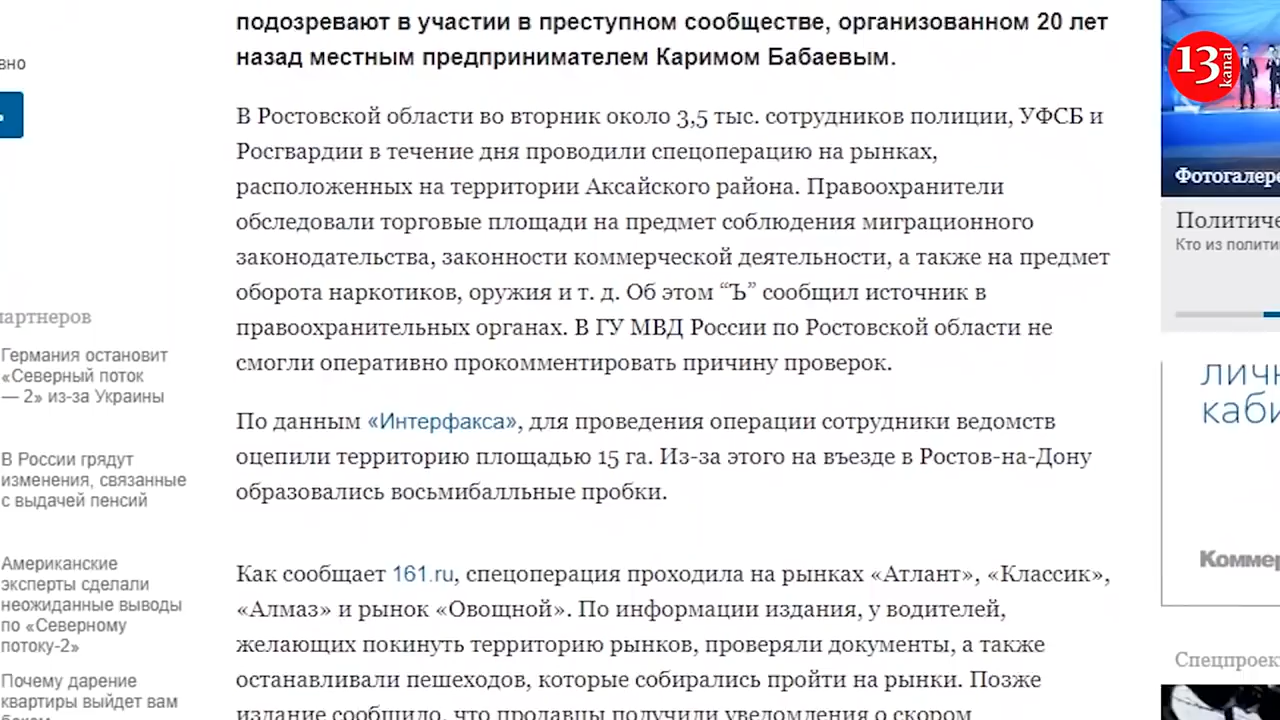 подозревают в участии в преступном сообществе, организованном 20 лет
назад местным предпринимателем Каримом Бабаевым.
В Ростовской области во вторник около 3,5 тыс. сотрудников полиции, УФСБ и
Росгвардии в течение дня проводили спецоперацию на рынках,
расположенных на территории Аксайского района. Правоохранители
обследовали торговые площади на предмет соблюдения миграционного
законодательства, законности коммерческой деятельности, а также на предмет
оборота наркотиков, оружия и т. д. Об этом “Ъ” сообщил источник в
правоохранительных органах. В ГУ МВД России по Ростовской области не
смогли оперативно прокомментировать причину проверок.
По данным «Интерфакса», для проведения операции сотрудники ведомств
оцепили территорию площадью 15 га. Из-за этого на въезде в Ростов-на-Дону
образовались восьмибалльные пробки.
Как сообщает 161.ru, спецоперация проходила на рынках «Атлант», «Классик»,
«Алмаз» и рынок «Овощной». По информации издания, у водителей,
желающих покинуть территорию рынков, проверяли документы, а также
останавливали пешеходов, которые собирались пройти на рынки. Позже
издание сообщило, что продавцы получили уведомления о скором
вно
партнеров
Германия остановит
«Северный поток
— 2» из-за Украины
В России грядут
изменения, связанные
с выдачей пенсий
Американские
эксперты сделали
неожиданные выводы
по «Северному
потоку-2»
Почему дарение
квартиры выйдет вам
13 kanal
Фотогалере
Политиче
Кто из полити
личн
каби
Коммер
Спецпроек